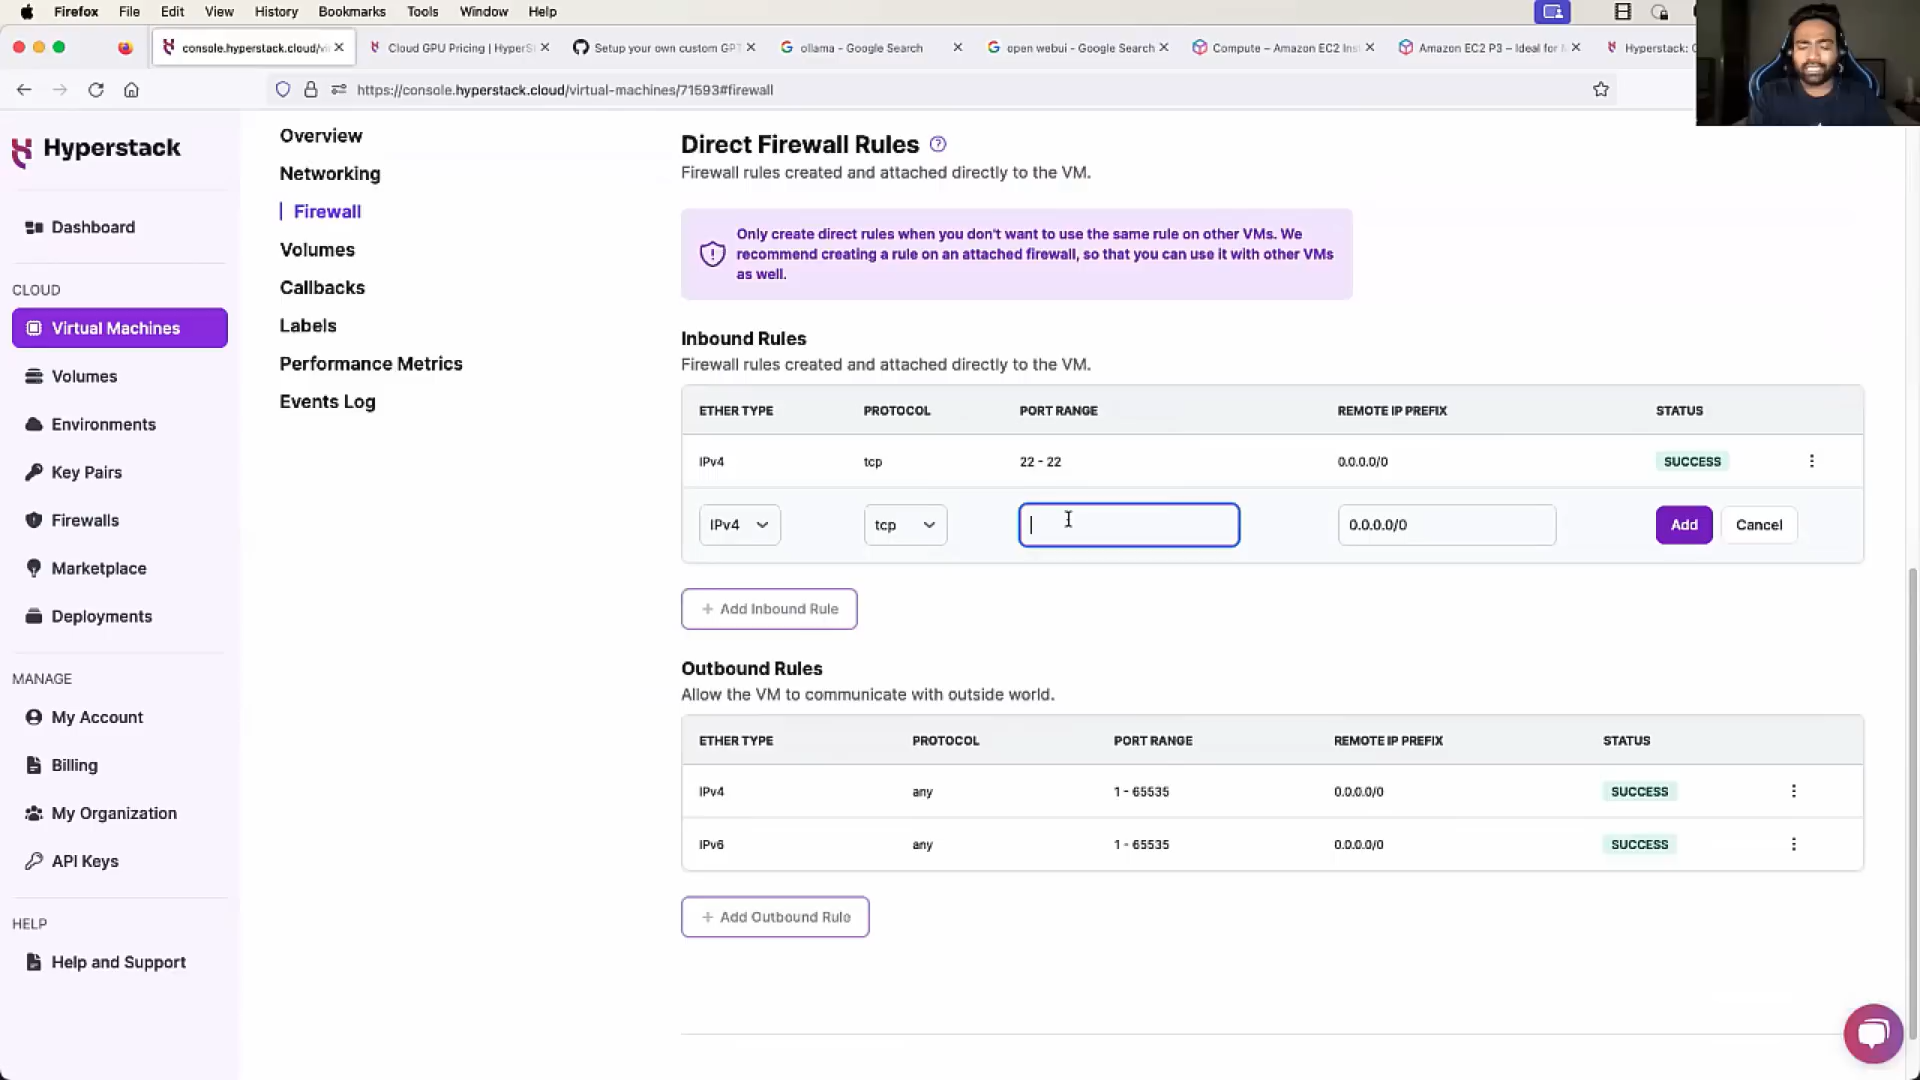 Firefox File Edit View History Bookmarks Tools Window Help
console.hyperstack.cloud/vi
Cloud GPU Pricing | HyperS
Setup your own custom GPT
ollama - Google Search
open webui - Google Search
Compute – Amazon EC2 Ins
Amazon EC2 P3 – Ideal for
Hyperstack:
https://console.hyperstack.cloud/virtual-machines/71593#firewall
Hyperstack
Dashboard
CLOUD
Virtual Machines
Volumes
Environments
Key Pairs
Firewalls
Marketplace
Deployments
MANAGE
My Account
Billing
My Organization
API Keys
HELP
Help and Support
Overview
Networking
Firewall
Volumes
Callbacks
Labels
Performance Metrics
Events Log
Direct Firewall Rules
Firewall rules created and attached directly to the VM.
Only create direct rules when you don't want to use the same rule on other VMs. We
recommend creating a rule on an attached firewall, so that you can use it with other VMs
as well.
Inbound Rules
Firewall rules created and attached directly to the VM.
ETHER TYPE PROTOCOL PORT RANGE REMOTE IP PREFIX STATUS
IPv4 tcp 22 - 22 0.0.0.0/0 SUCCESS
IPv4 tcp 0.0.0.0/0 Add Cancel
+ Add Inbound Rule
Outbound Rules
Allow the VM to communicate with outside world.
ETHER TYPE PROTOCOL PORT RANGE REMOTE IP PREFIX STATUS
IPv4 any 1 - 65535 0.0.0.0/0 SUCCESS
IPv6 any 1 - 65535 0.0.0.0/0 SUCCESS
+ Add Outbound Rule